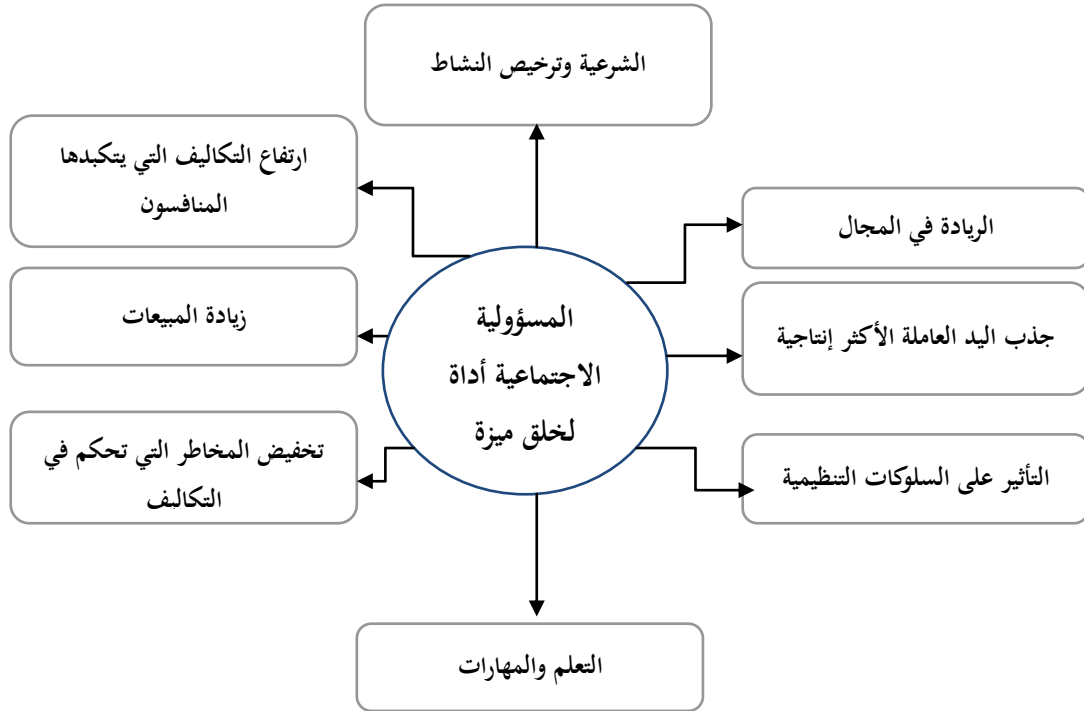 الشرعية وترخيص النشاط
ارتفاع التكاليف التي يتكبدها
المنافسون
الريادة في المجال
زيادة المبيعات
جذب اليد العاملة الأكثر إنتاجية
المسؤولية
الاجتماعية أداة
لخلق ميزة
تخفيض المخاطر التي تحكم في
التكاليف
التأثير على السلوكات التنظيمية
التعلم والمهارات